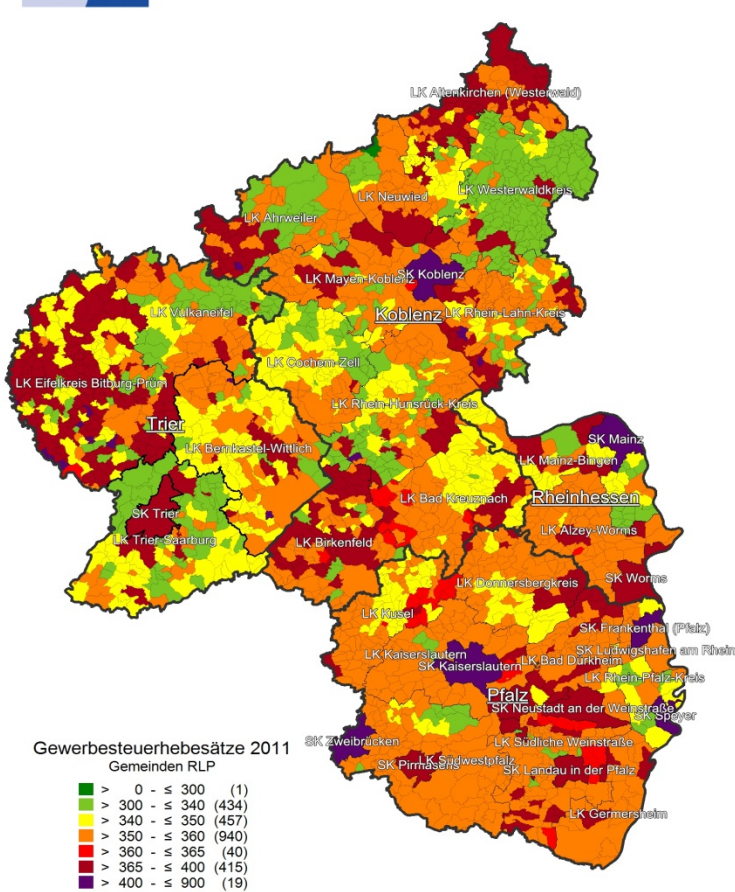 LK Altenkirchen (Westerwald)
LK Westerwaldkreis
LK Neuwied
LK Ahrweiler
SK Koblenz
LK Mayen-Koblenz
Koblenz
LK Rhein-Lahn-Kreis
LK Vulkaneifel
LK Cochem-Zell
LK Eifelkreis Bitburg-Prüm
LK Rhein-Hunsrück-Kreis
Trier
LK Bernkastel-Wittlich
SK Mainz
LK Mainz-Bingen
LK Bad Kreuznach
Rheinhessen
SK Trier
LK Alzey-Worms
LK Trier-Saarburg
LK Birkenfeld
SK Worms
LK Donnersbergkreis
LK Kusel
SK Frankenthal (Pfalz)
SK Ludwigshafen am Rhein
LK Kaiserslautern
SK Kaiserslautern
LK Bad Dürkheim
LK Rhein-Pfalz-Kreis
Pfalz
SK Neustadt an der Weinstraße
SK Speyer
SK Zweibrücken
LK Südliche Weinstraße
LK Südwestpfalz
SK Pirmasens
SK Landau in der Pfalz
LK Germersheim
Gewerbesteuerhebesätze 2011
Gemeinden RLP
> 0 - ≤ 300 (1)
> 300 - ≤ 340 (434)
> 340 - ≤ 350 (457)
> 350 - ≤ 360 (940)
> 360 - ≤ 365 (40)
> 365 - ≤ 400 (415)
> 400 - ≤ 900 (19)